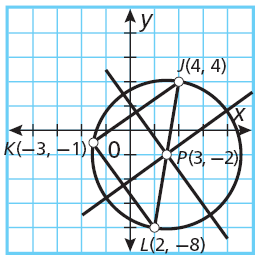 y
J(4, 4)
x
K(−3, −1)
0
P(3, −2)
L(2, −8)